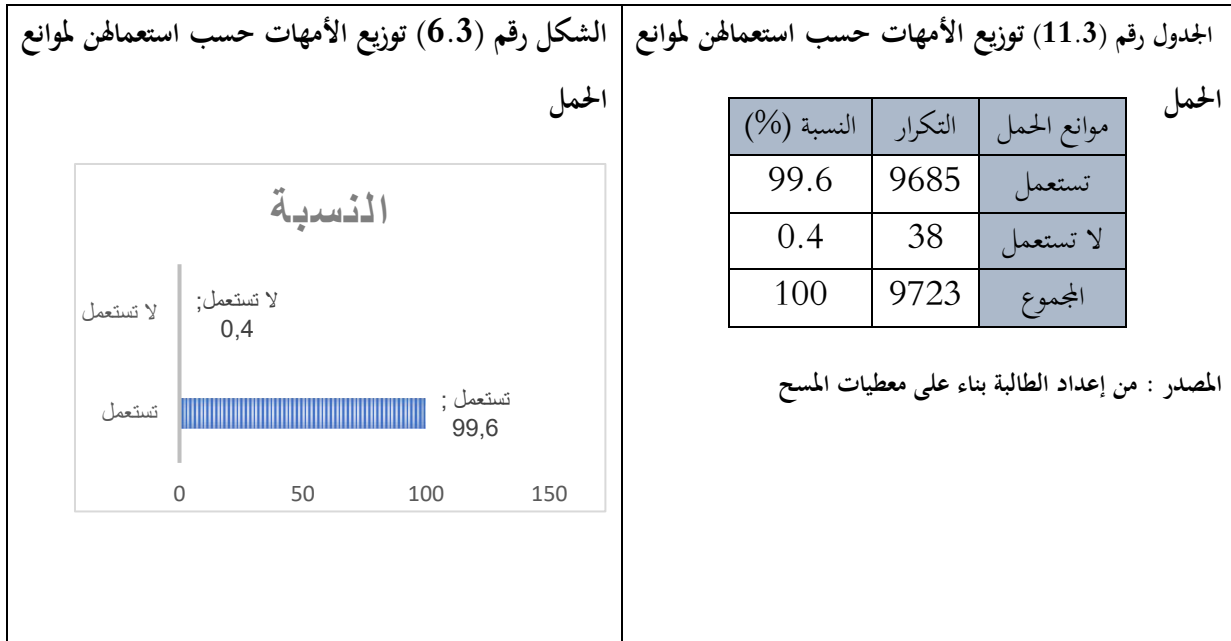 الجدول رقم (11.3) توزيع الأمهات حسب استعمالهن لموانع
الحمل
موانع الحمل التكرار النسبة (%)
تستعمل 9685 99.6
لا تستعمل 38 0.4
المجموع 9723 100
المصدر : من إعداد الطالبة بناء على معطيات المسح
الشكل رقم (6.3) توزيع الأمهات حسب استعمالهن لموانع
الحمل
النسبة
لا تستعمل
لا تستعمل;
0,4
تستعمل
تستعمل ;
99,6
0 50 100 150